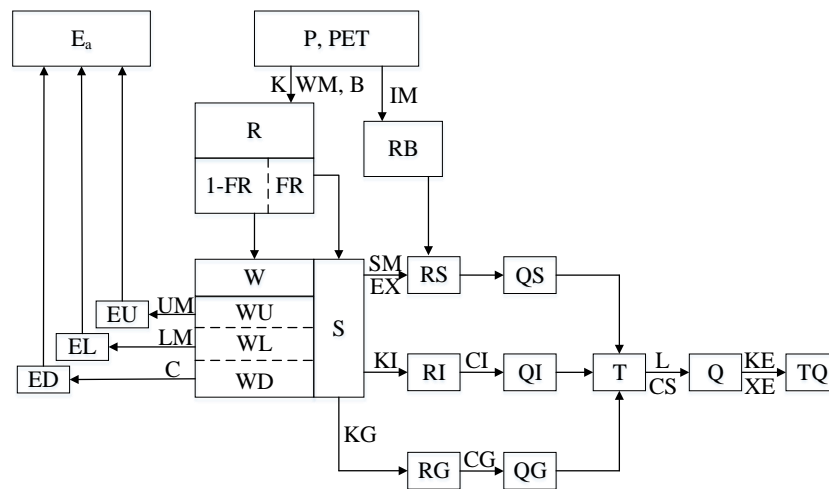 Eₐ
P, PET
K WM, B
IM
R
RB
1-FR FR
W
SM
EX
RS
QS
UM
EU
WU
S
LM
EL
WL
KI
RI
CI
QI
T
L
CS
Q
KE
XE
TQ
C
ED
WD
KG
RG
CG
QG